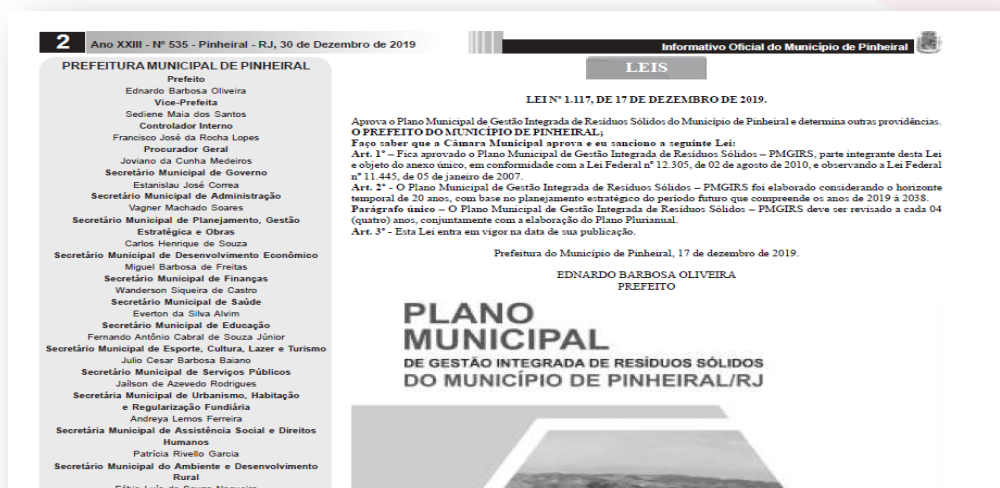 2 Ano XXIII - Nº 535 - Pinheiral - RJ, 30 de Dezembro de 2019
Informativo Oficial do Município de Pinheiral
PREFEITURA MUNICIPAL DE PINHEIRAL
Prefeito
Ednardo Barbosa Oliveira
Vice-Prefeita
Sediene Maia dos Santos
Controlador Interno
Francisco José da Rocha Lopes
Procurador Geral
Joviano da Cunha Medeiros
Secretário Municipal de Governo
Estanislau José Correa
Secretário Municipal de Administração
Vagner Machado Soares
Secretário Municipal de Planejamento, Gestão
Estratégica e Obras
Carlos Henrique de Souza
Secretário Municipal de Desenvolvimento Econômico
Miguel Barbosa de Freitas
Secretário Municipal de Finanças
Wanderson Siqueira de Castro
Secretário Municipal de Saúde
Everton da Silva Alvim
Secretário Municipal de Educação
Fernando Antônio Cabral de Souza Júnior
Secretário Municipal de Esporte, Cultura, Lazer e Turismo
Julio Cesar Barbosa Baiano
Secretário Municipal de Serviços Públicos
Jaílson de Azevedo Rodrigues
Secretária Municipal de Urbanismo, Habitação
e Regularização Fundiária
Andreya Lemos Ferreira
Secretária Municipal de Assistência Social e Direitos
Humanos
Patrícia Rivello Garcia
Secretário Municipal do Ambiente e Desenvolvimento
Rural
LEIS
LEI Nº 1.117, DE 17 DE DEZEMBRO DE 2019.
Aprova o Plano Municipal de Gestão Integrada de Resíduos Sólidos do Município de Pinheiral e determina outras providências.
O PREFEITO DO MUNICÍPIO DE PINHEIRAL;
Faço saber que a Câmara Municipal aprova e eu sanciono a seguinte Lei:
Art. 1º – Fica aprovado o Plano Municipal de Gestão Integrada de Resíduos Sólidos – PMGIRS, parte integrante desta Lei
e objeto do anexo único, em conformidade com a Lei Federal nº 12.305, de 02 de agosto de 2010, e observando a Lei Federal
nº 11.445, de 05 de janeiro de 2007.
Art. 2º - O Plano Municipal de Gestão Integrada de Resíduos Sólidos – PMGIRS foi elaborado considerando o horizonte
temporal de 20 anos, com base no planejamento estratégico do período futuro que compreende os anos de 2019 à 2038.
Parágrafo único – O Plano Municipal de Gestão Integrada de Resíduos Sólidos – PMGIRS deve ser revisado a cada 04
(quatro) anos, conjuntamente com a elaboração do Plano Plurianual.
Art. 3º - Esta Lei entra em vigor na data de sua publicação.
Prefeitura do Município de Pinheiral, 17 de dezembro de 2019.
EDNARDO BARBOSA OLIVEIRA
PREFEITO
PLANO
MUNICIPAL
DE GESTÃO INTEGRADA DE RESÍDUOS SÓLIDOS
DO MUNICÍPIO DE PINHEIRAL/RJ